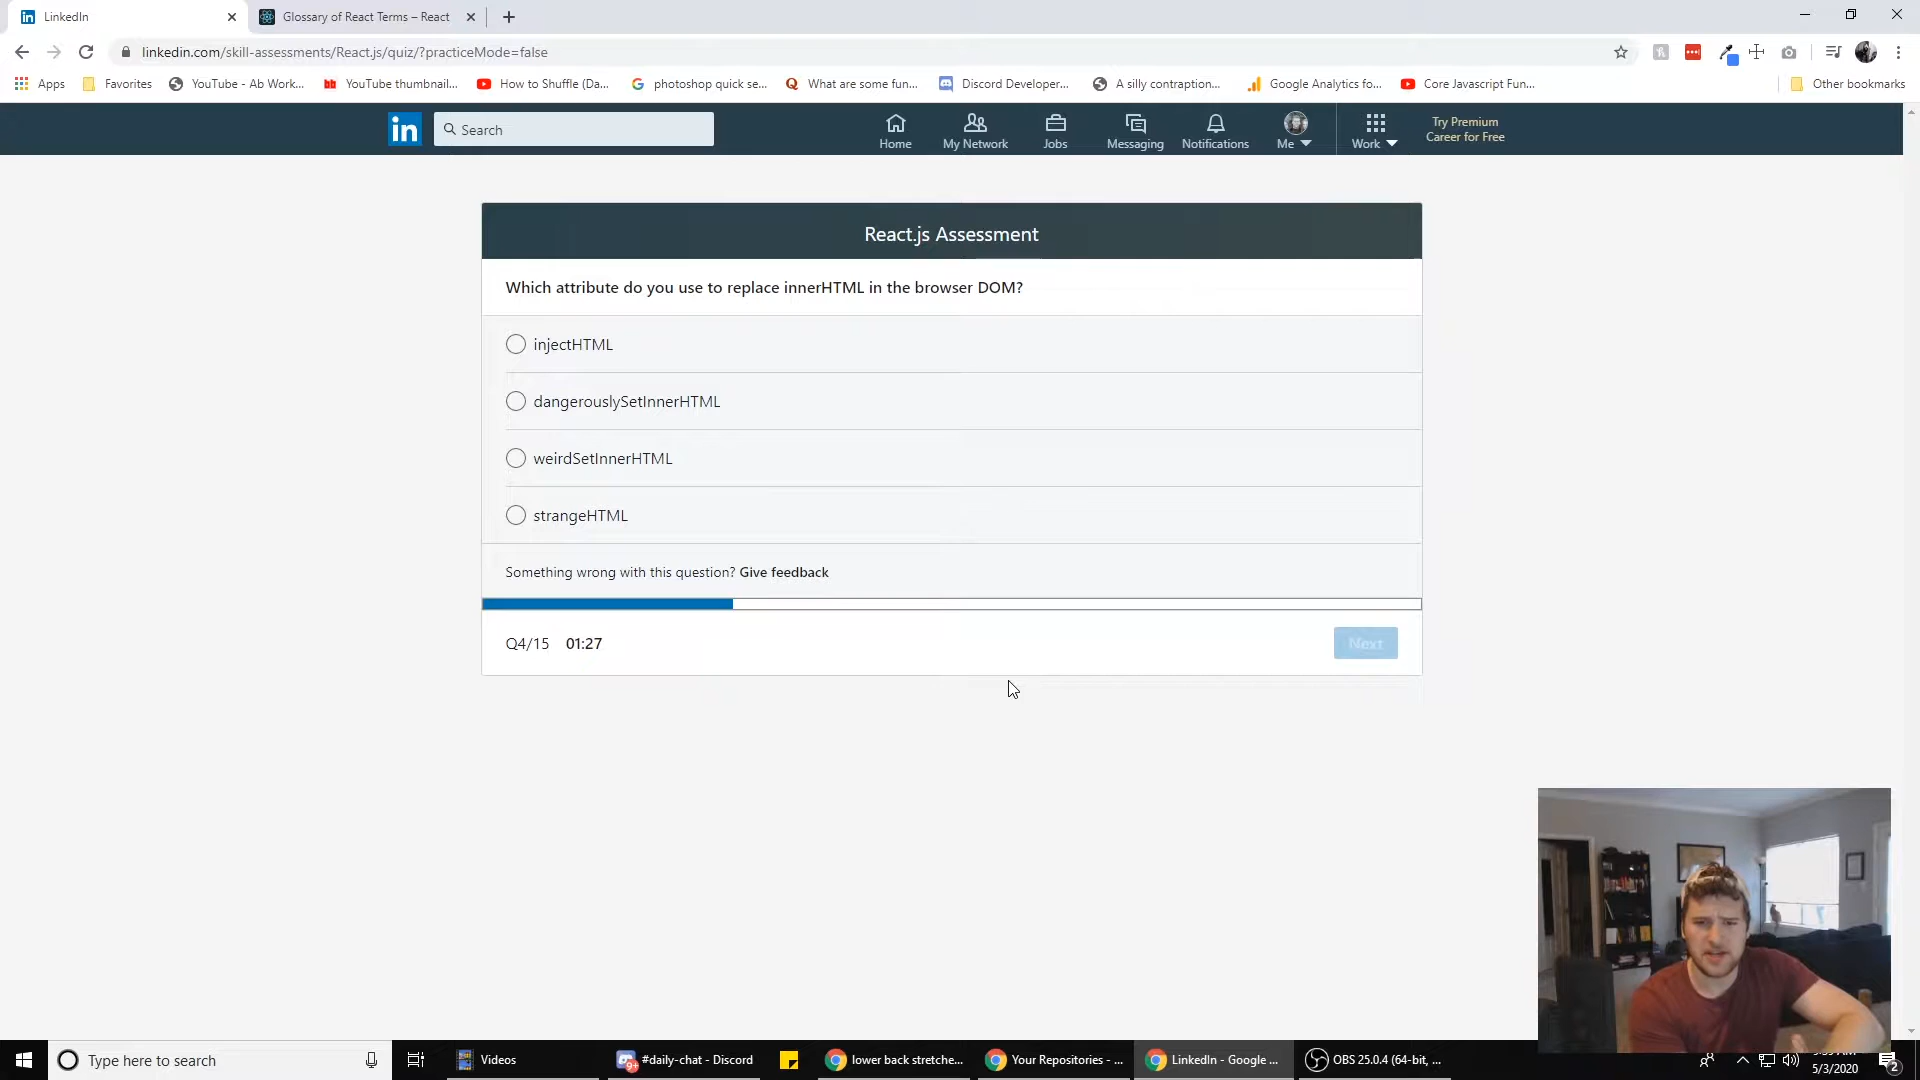 LinkedIn
Glossary of React Terms – React
linkedin.com/skill-assessments/React.js/quiz/?practiceMode=false
Apps
Favorites
YouTube - Ab Work...
YouTube thumbnail...
How to Shuffle (Da...
photoshop quick se...
What are some fun...
Discord Developer...
A silly contraption...
Google Analytics fo...
Core Javascript Fun...
Other bookmarks
in
Search
Home
My Network
Jobs
Messaging
Notifications
Me
Work
Try Premium
Career for Free
React.js Assessment
Which attribute do you use to replace innerHTML in the browser DOM?
injectHTML
dangerouslySetInnerHTML
weirdSetInnerHTML
strangeHTML
Something wrong with this question? Give feedback
Q4/15 01:27
Next
Type here to search
Videos
#daily-chat - Discord
lower back stretche...
Your Repositories - ...
LinkedIn - Google ...
OBS 25.0.4 (64-bit, ...
5/3/2020
2